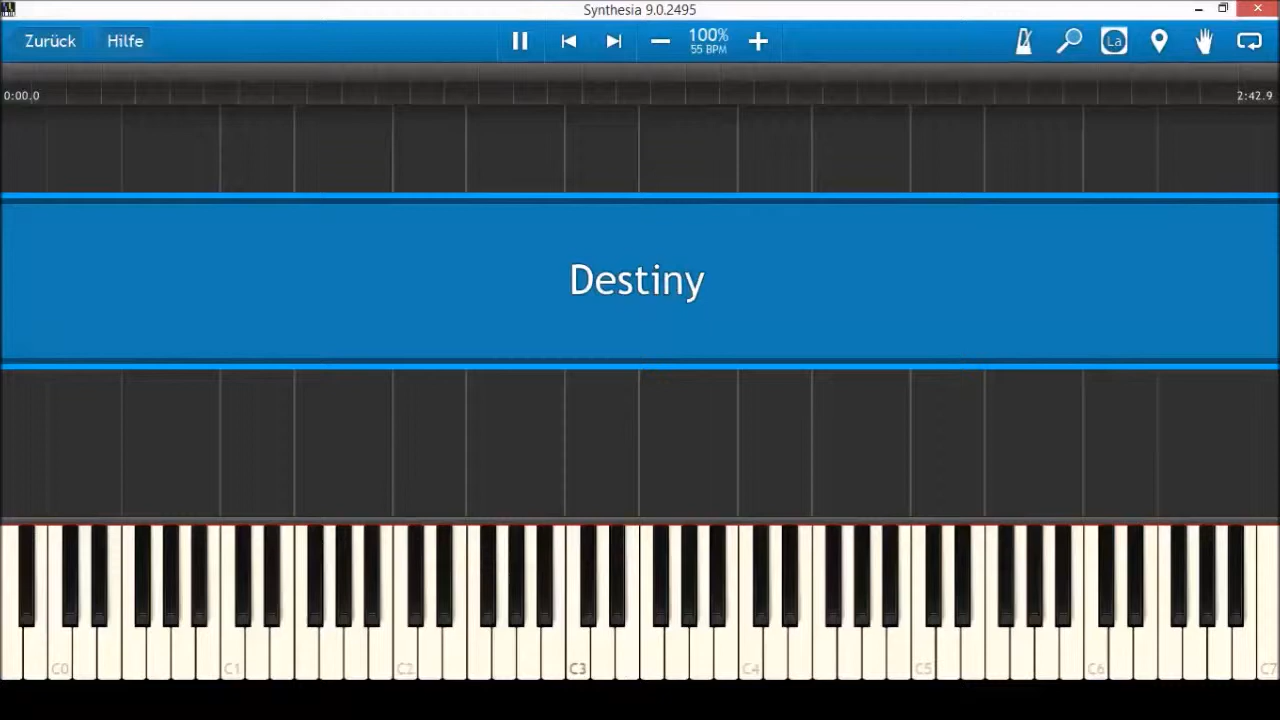 Synthesia 9.0.2495
Zurück Hilfe 100% La
55 BPM
0:00.0 2:42.9
Destiny
C0 C1 C2 C3 C4 C5 C6 C7